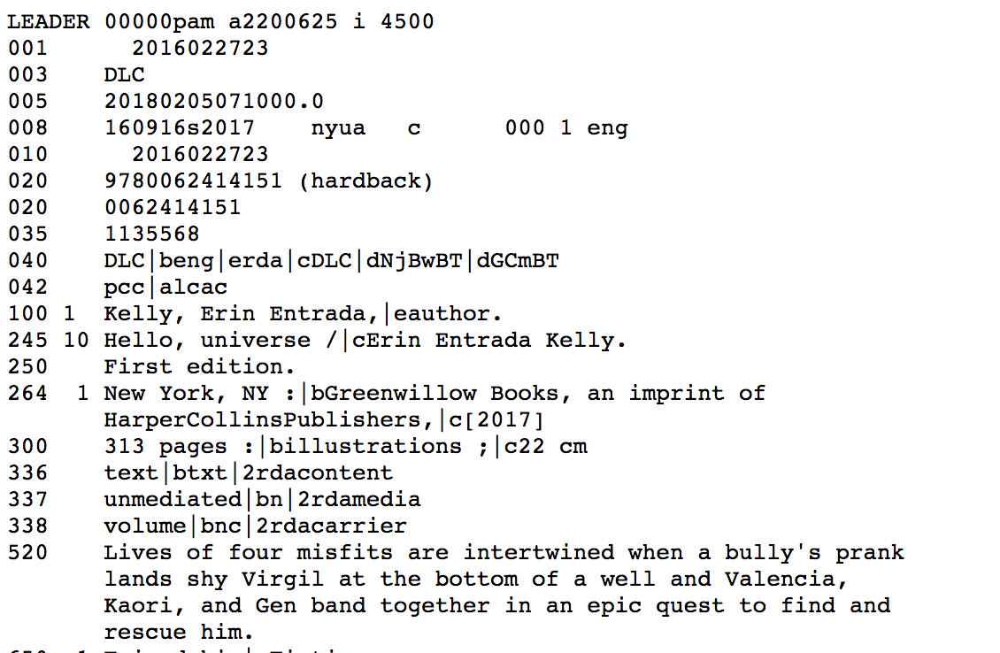 LEADER 00000pam a2200625 i 4500
001 2016022723
003 DLC
005 20180205071000.0
008 160916s2017 nyua c 000 1 eng
010 2016022723
020 9780062414151 (hardback)
020 0062414151
035 1135568
040 DLC|beng|erda|cDLC|dNjBwBT|dGCmBT
042 pcc|alcac
100 1 Kelly, Erin Entrada,|eauthor.
245 10 Hello, universe /|cErin Entrada Kelly.
250 First edition.
264 1 New York, NY :|bGreenwillow Books, an imprint of
HarperCollinsPublishers,|c[2017]
300 313 pages :|billustrations ;|c22 cm
336 text|btxt|2rdacontent
337 unmediated|bn|2rdamedia
338 volume|bnc|2rdacarrier
520 Lives of four misfits are intertwined when a bully's prank
lands shy Virgil at the bottom of a well and Valencia,
Kaori, and Gen band together in an epic quest to find and
rescue him.